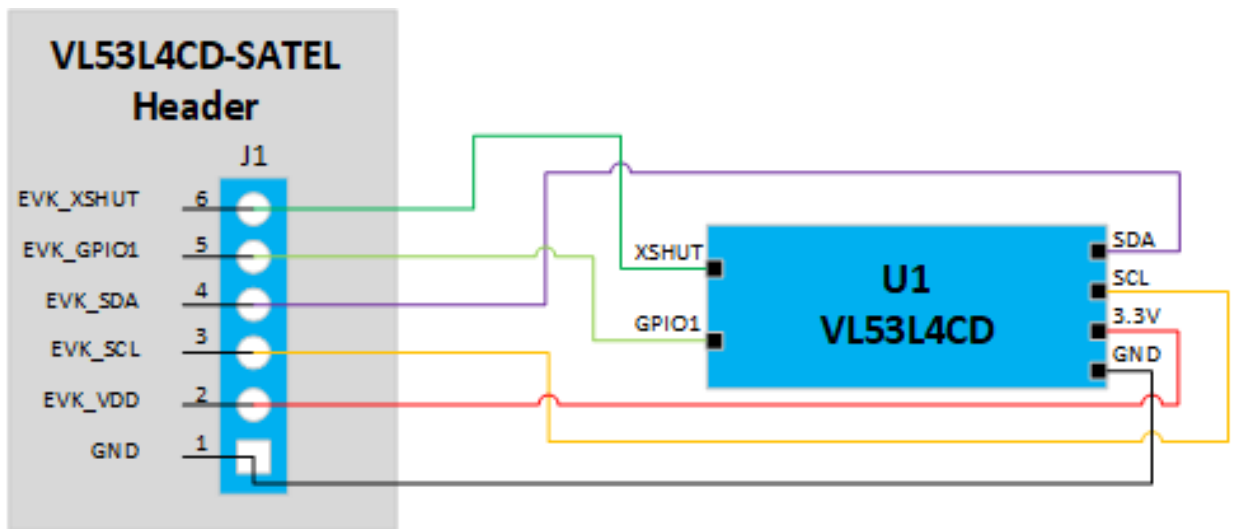 VL53L4CD-SATEL
Header
J1
EVK_XSHUT 6
EVK_GPIO1 5
EVK_SDA 4
EVK_SCL 3
EVK_VDD 2
GND 1
XSHUT
GPIO1
U1
VL53L4CD
SDA
SCL
3.3V
GND